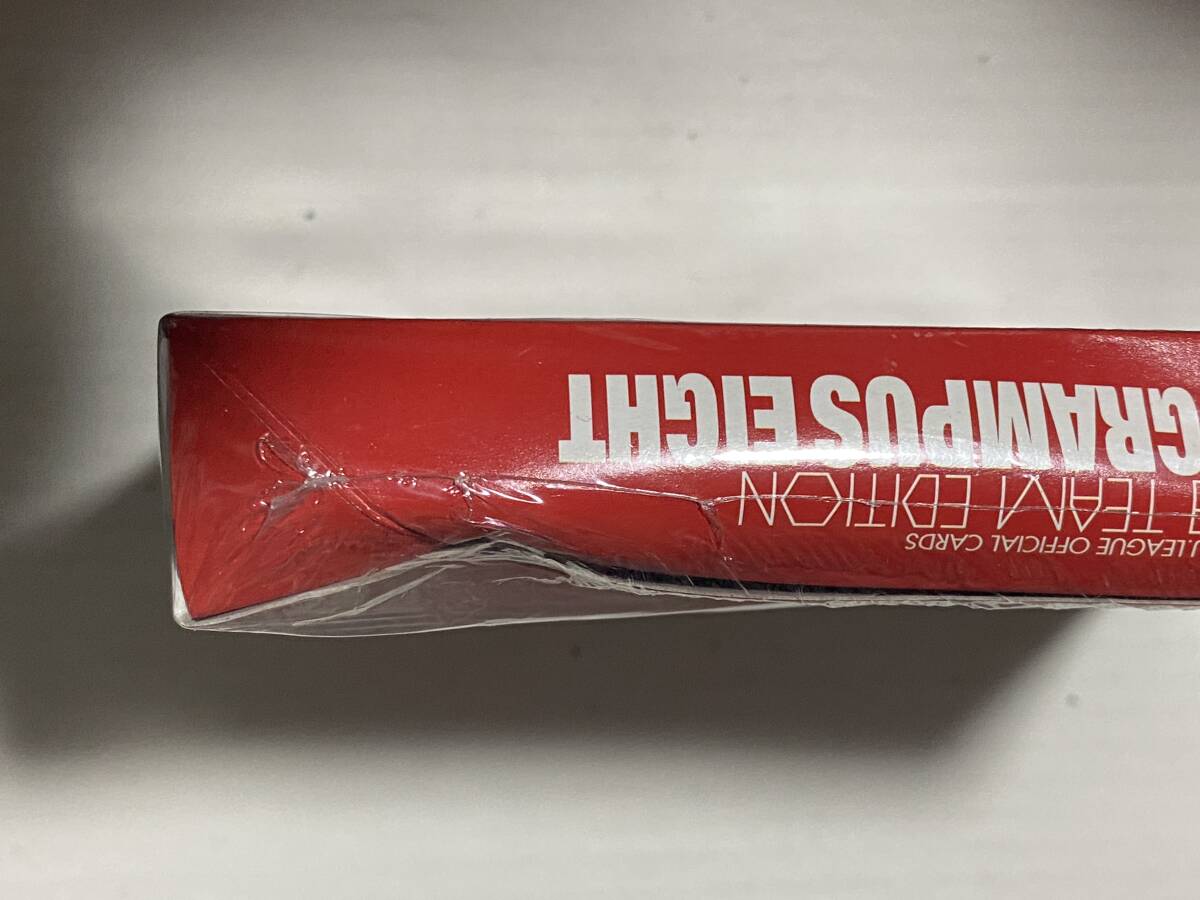 J.LEAGUE OFFICIAL CARDS
TEAM EDITION
GRAMPUS EIGHT